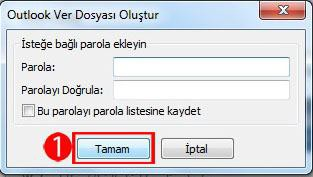 Outlook Ver Dosyası Oluştur
İsteğe bağlı parola ekleyin
Parola:
Parolayı Doğrula:
Bu parolayı parola listesine kaydet
1 Tamam İptal